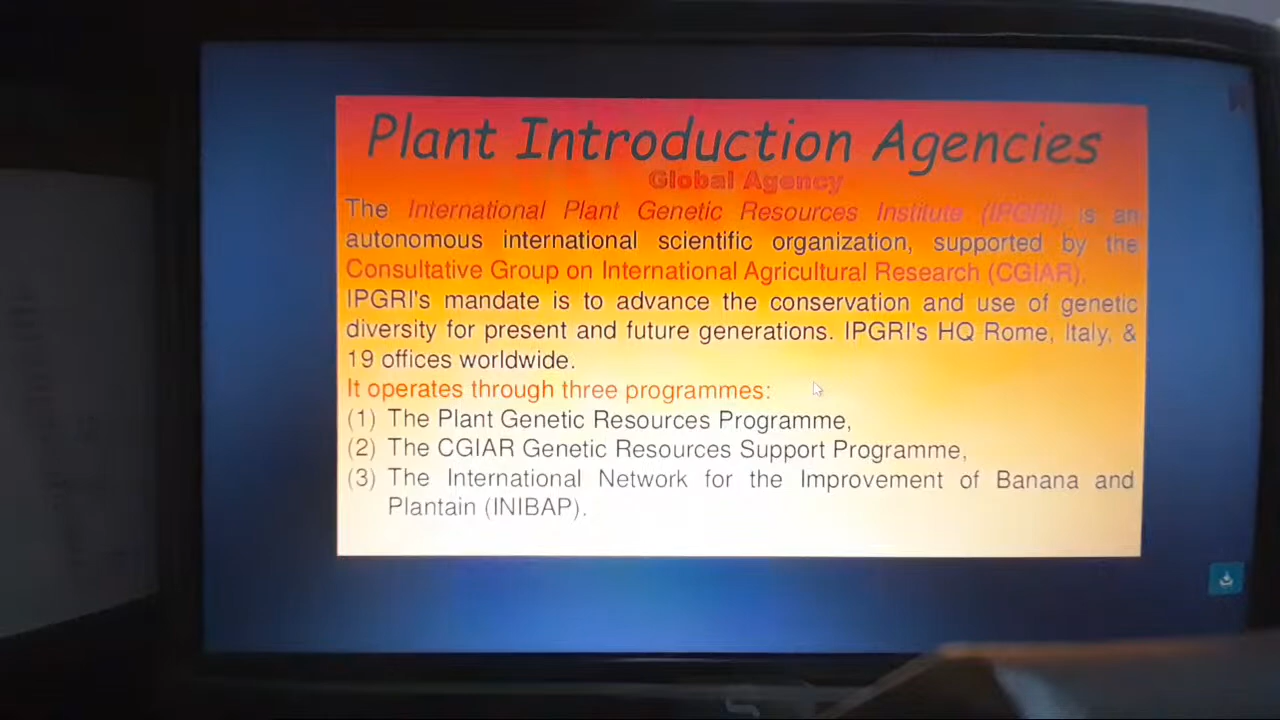 Plant Introduction Agencies
Global Agency
The International Plant Genetic Resources Institute (IPGRI) is an
autonomous international scientific organization, supported by the
Consultative Group on International Agricultural Research (CGIAR).
IPGRI's mandate is to advance the conservation and use of genetic
diversity for present and future generations. IPGRI's HQ Rome, Italy, &
19 offices worldwide.
It operates through three programmes:
(1) The Plant Genetic Resources Programme,
(2) The CGIAR Genetic Resources Support Programme,
(3) The International Network for the Improvement of Banana and
Plantain (INIBAP).